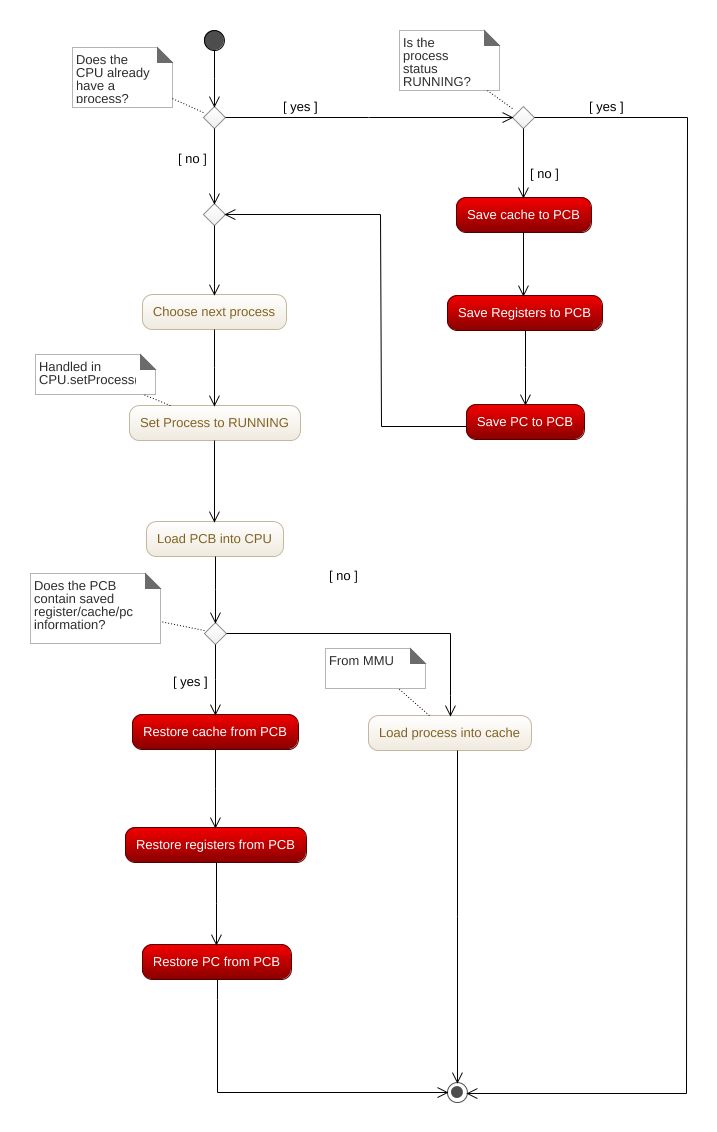 Does the
CPU already
have a
process?
Is the
process
status
RUNNING?
[ yes ]
[ yes ]
[ no ]
[ no ]
Save cache to PCB
Choose next process
Save Registers to PCB
Handled in
CPU.setProcess(
Set Process to RUNNING
Save PC to PCB
Load PCB into CPU
[ no ]
Does the PCB
contain saved
register/cache/pc
information?
From MMU
[ yes ]
Restore cache from PCB
Load process into cache
Restore registers from PCB
Restore PC from PCB